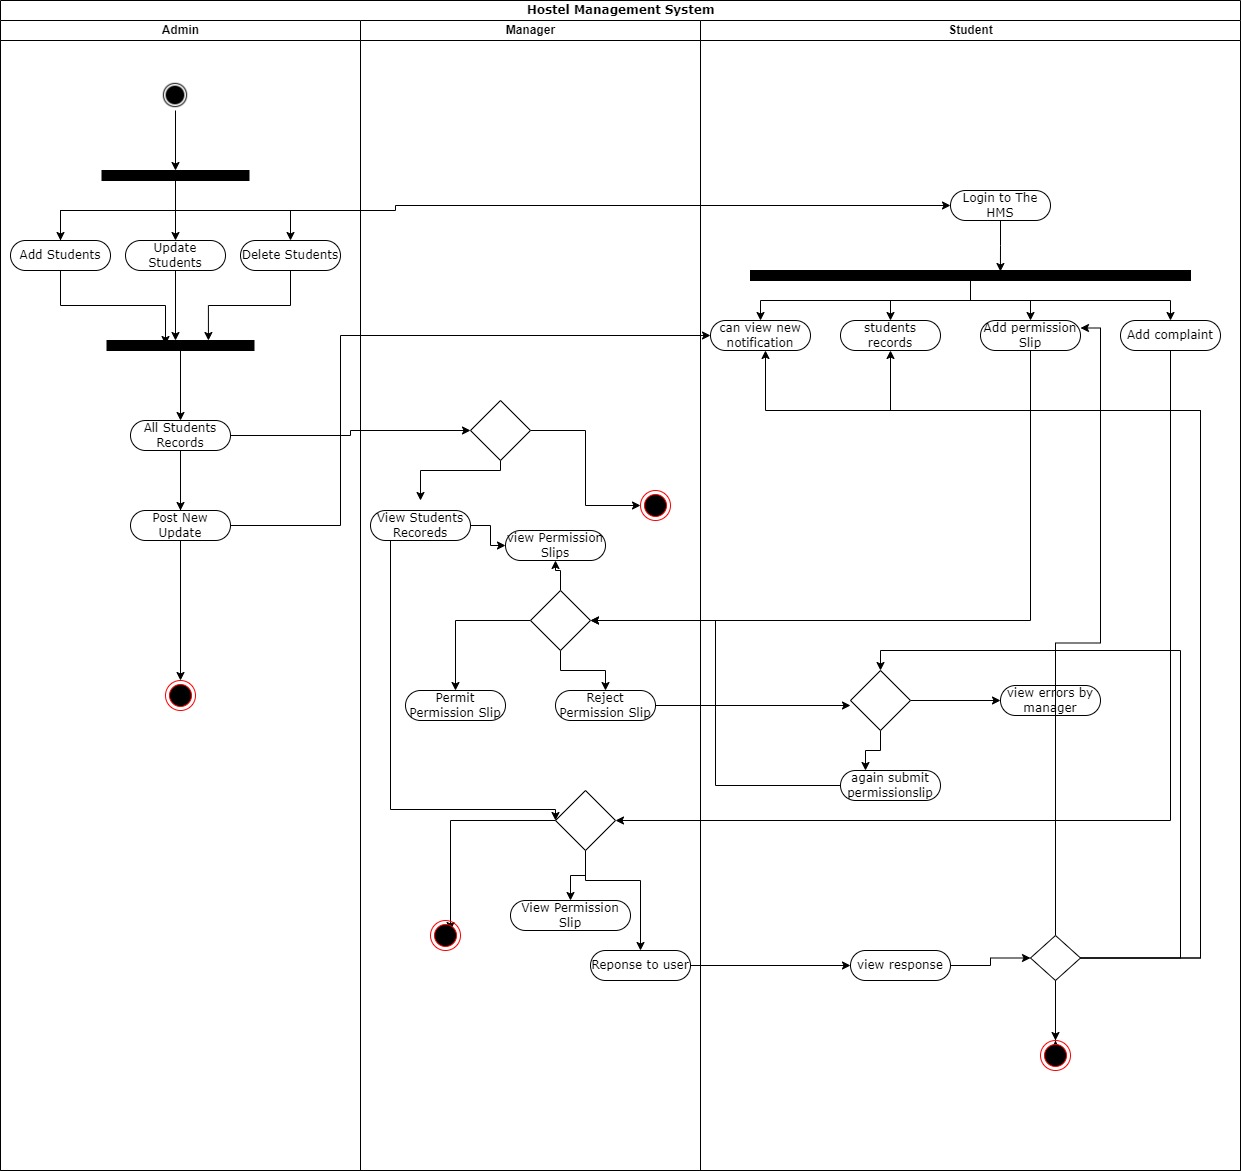 Hostel Management System
Admin
Manager
Student
Login to The
HMS
Add Students
Update
Students
Delete Students
can view new
notification
students
records
Add permission
Slip
Add complaint
All Students
Records
Post New
Update
View Students
Recoreds
view Permission
Slips
Permit
Permission Slip
Reject
Permission Slip
view errors by
manager
again submit
permissionslip
View Permission
Slip
Reponse to user
view response